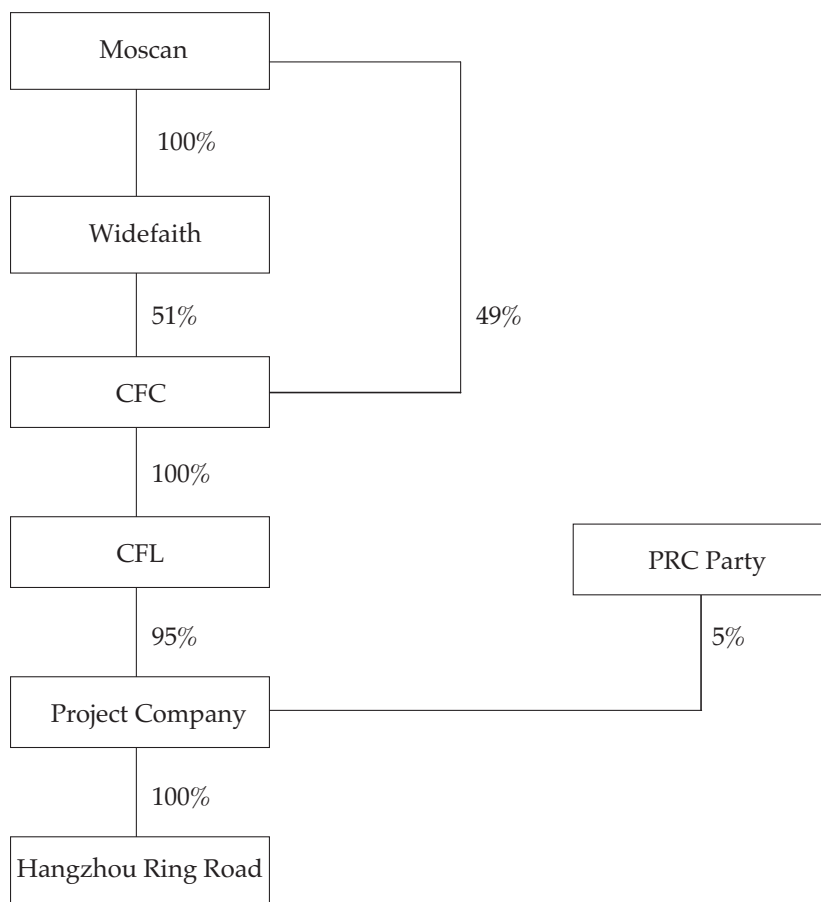 Moscan
100%
Widefaith
51%
49%
CFC
100%
CFL
PRC Party
95%
5%
Project Company
100%
Hangzhou Ring Road